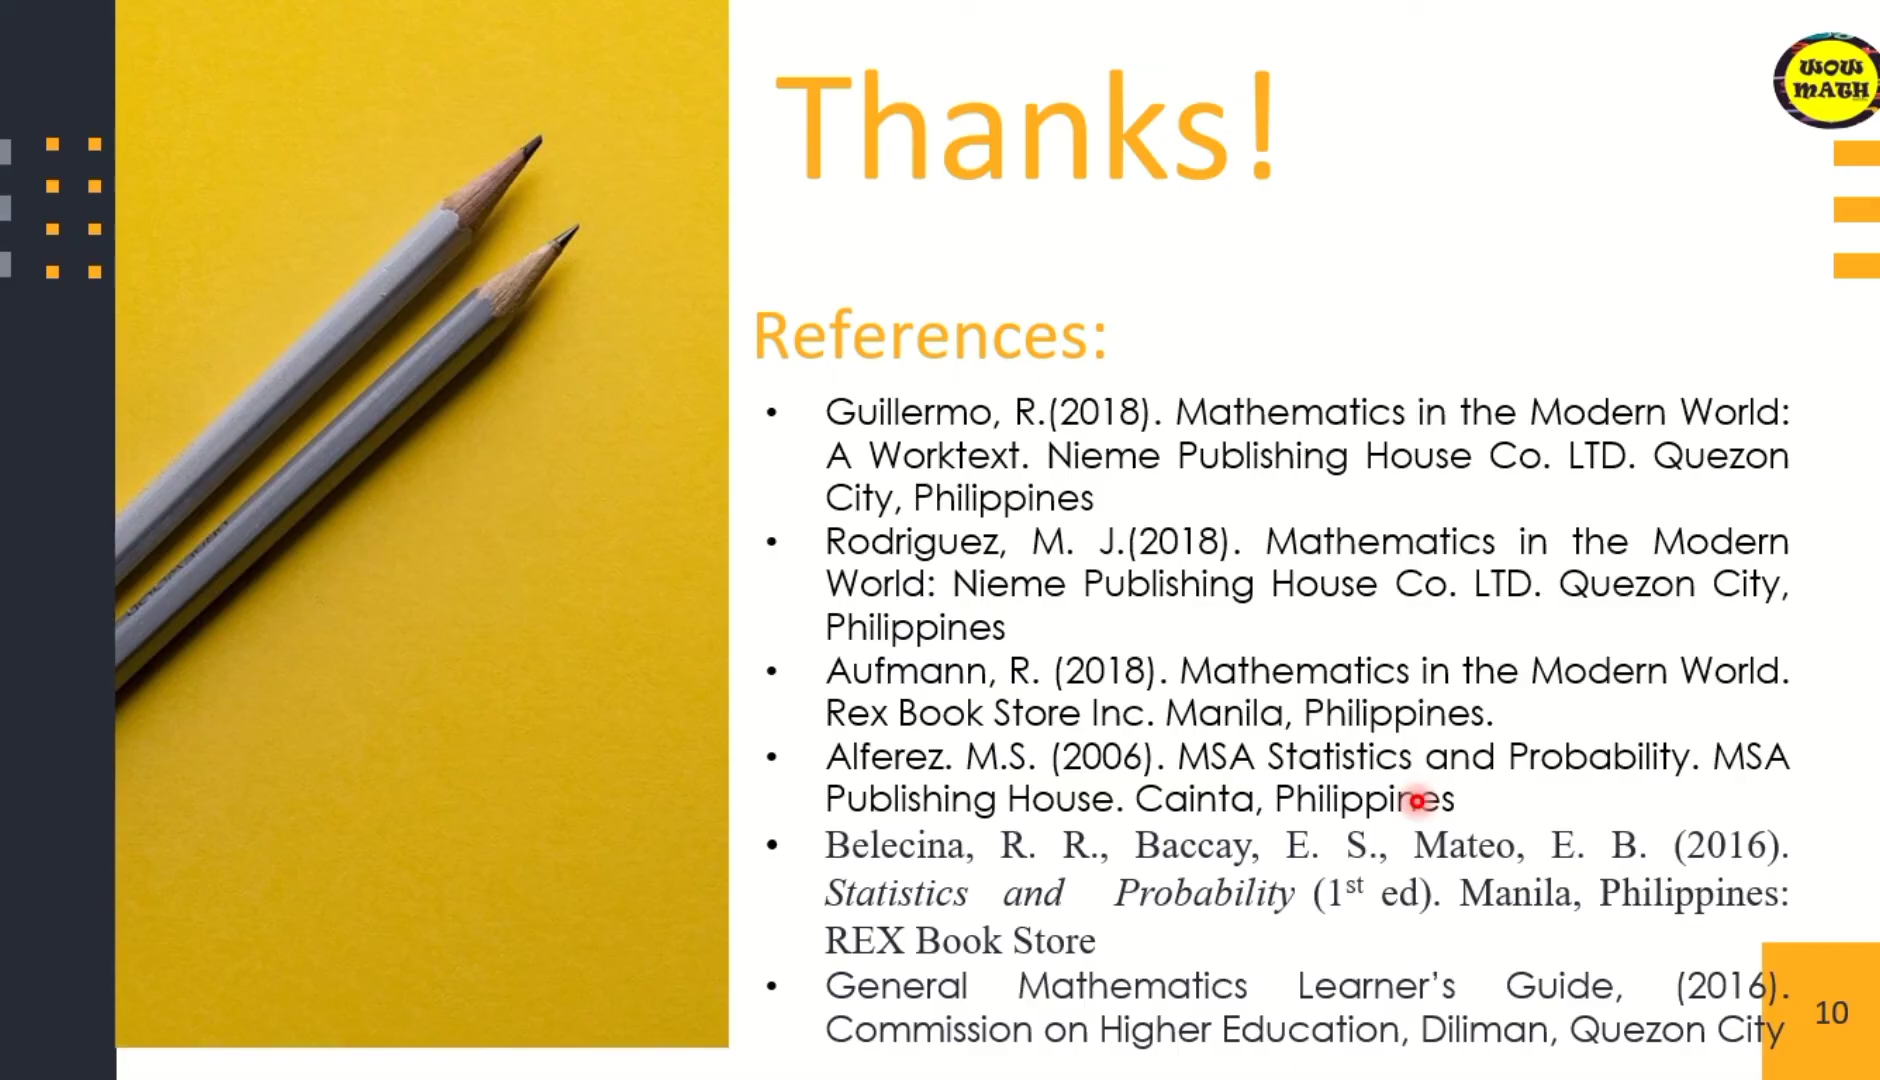 WOW
MATH
Thanks!
References:
• Guillermo, R.(2018). Mathematics in the Modern World:
A Worktext. Nieme Publishing House Co. LTD. Quezon
City, Philippines
• Rodriguez, M. J.(2018). Mathematics in the Modern
World: Nieme Publishing House Co. LTD. Quezon City,
Philippines
• Aufmann, R. (2018). Mathematics in the Modern World.
Rex Book Store Inc. Manila, Philippines.
• Alferez. M.S. (2006). MSA Statistics and Probability. MSA
Publishing House. Cainta, Philippines
• Belecina, R. R., Baccay, E. S., Mateo, E. B. (2016).
Statistics and Probability (1st ed). Manila, Philippines:
REX Book Store
• General Mathematics Learner’s Guide, (2016).
Commission on Higher Education, Diliman, Quezon City
10